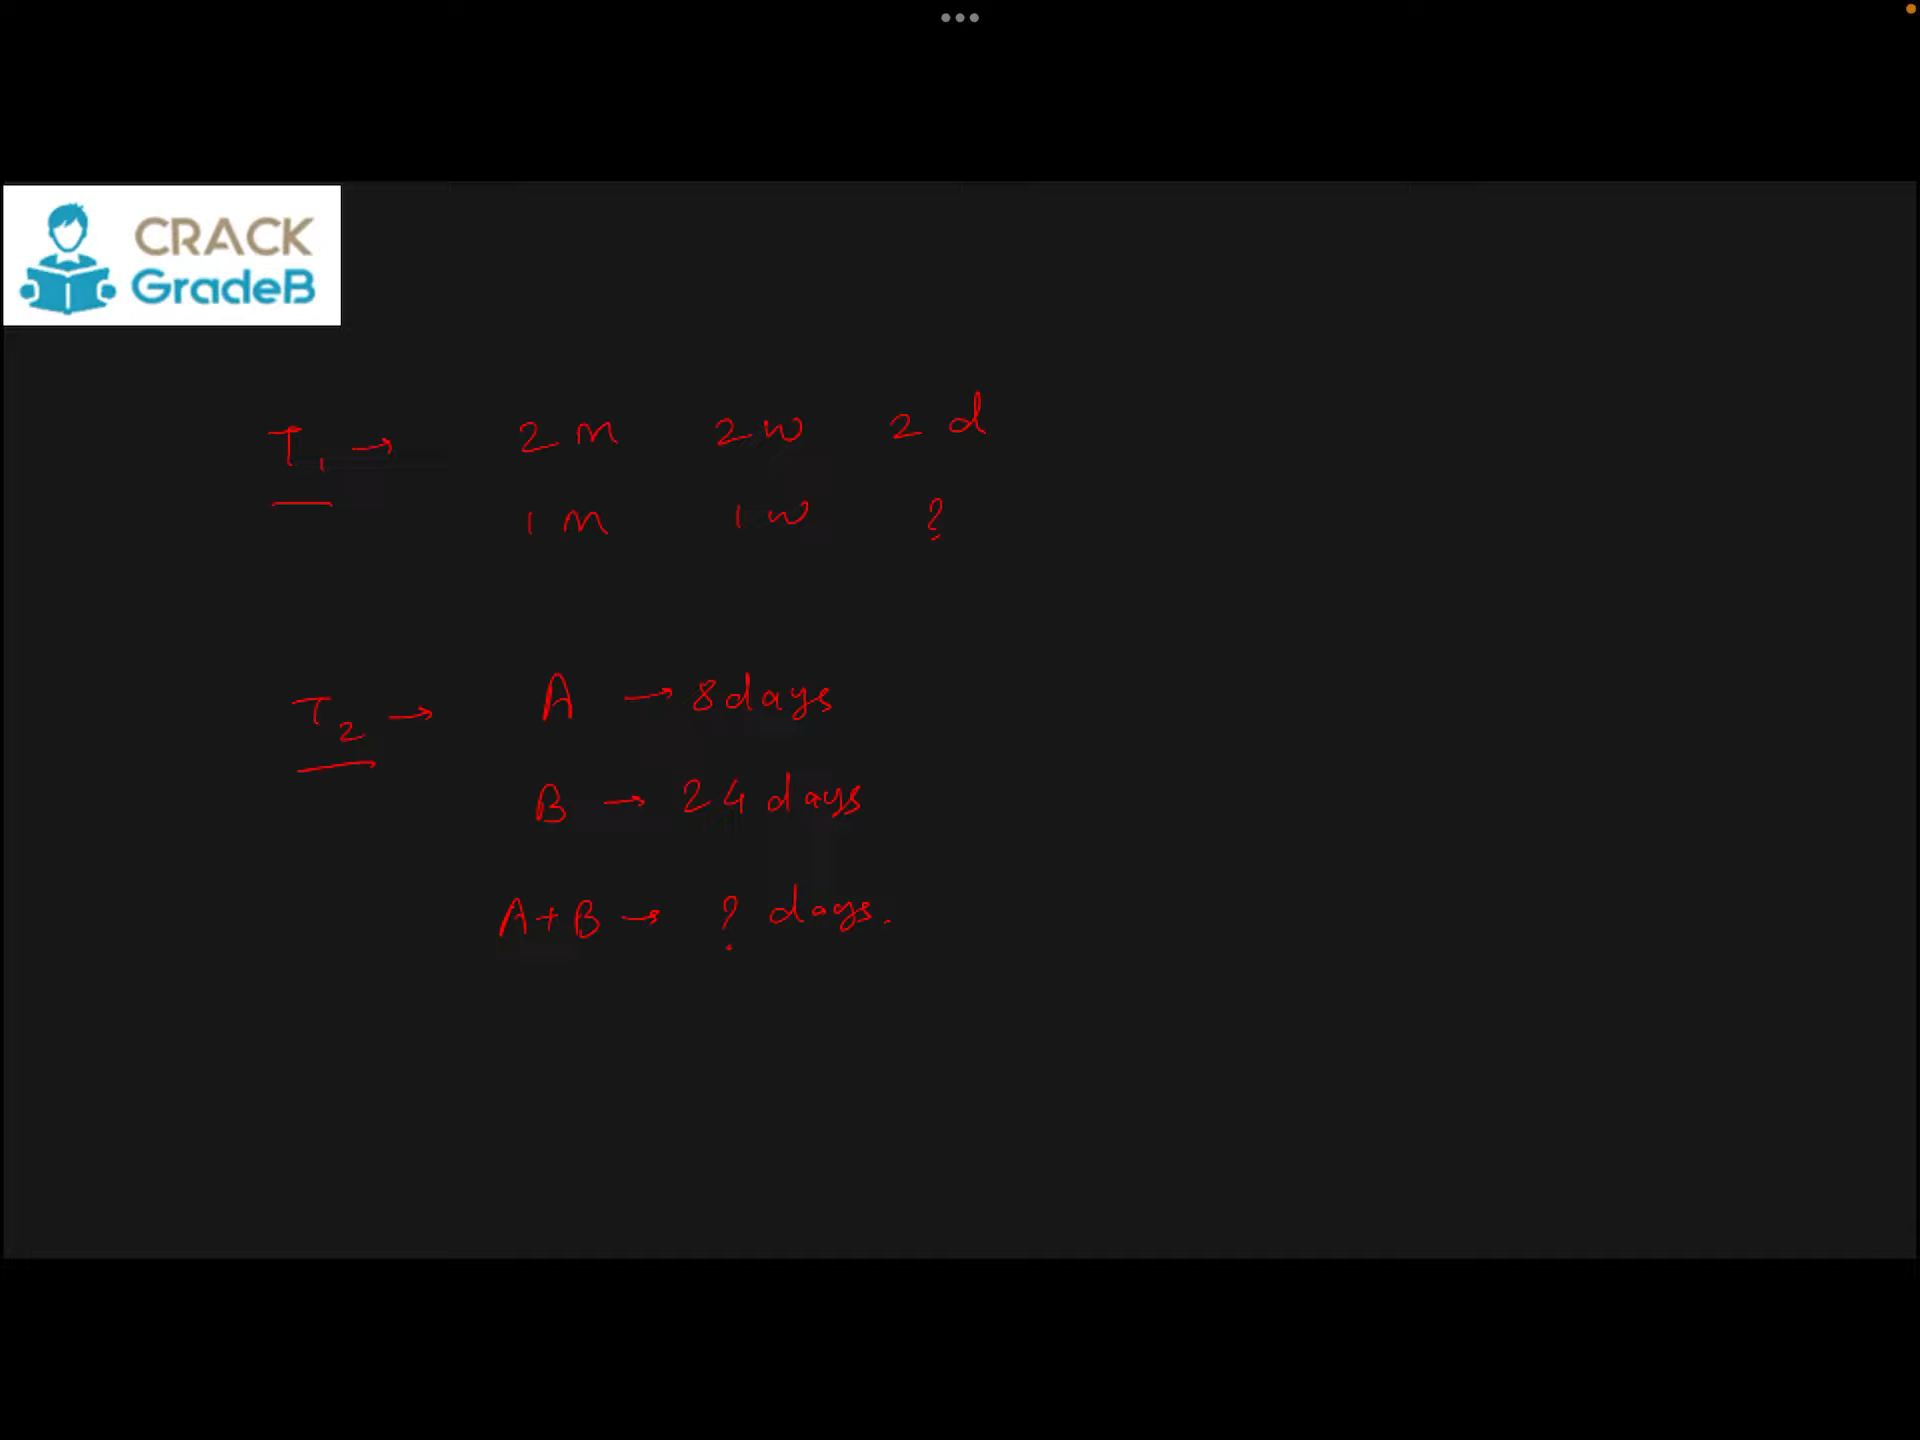 CRACK
GradeB
T1 → 2 m 2 w 2 d
1 m 1 w ?
T2 → A → 8 days
B → 24 days
A+B → ? days.